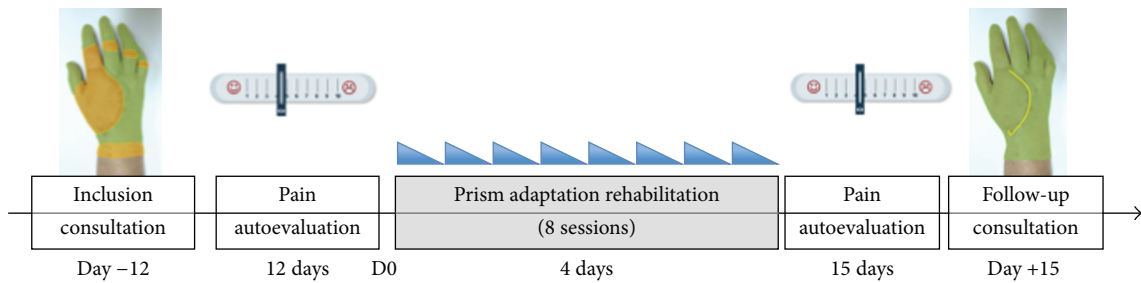 Inclusion
consultation
Pain
autoevaluation
Prism adaptation rehabilitation
(8 sessions)
Pain
autoevaluation
Follow-up
consultation
Day −12
12 days
D0
4 days
15 days
Day +15